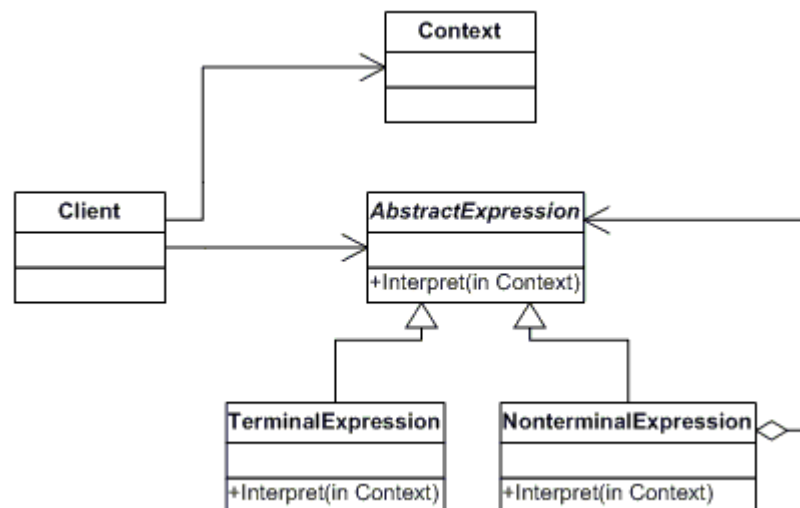 Context
Client
AbstractExpression
+Interpret(in Context)
TerminalExpression
+Interpret(in Context)
NonterminalExpression
+Interpret(in Context)